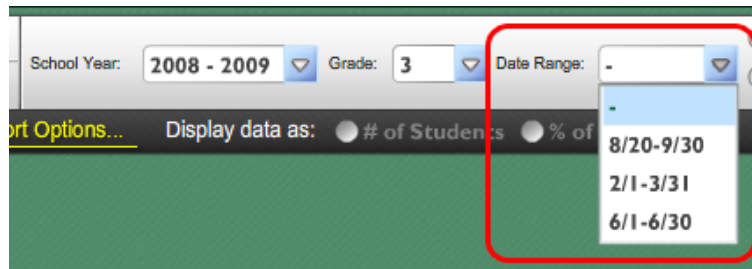 School Year: 2008 - 2009 Grade: 3 Date Range: -
-
ort Options... Display data as: # of Students % of
8/20-9/30
2/1-3/31
6/1-6/30